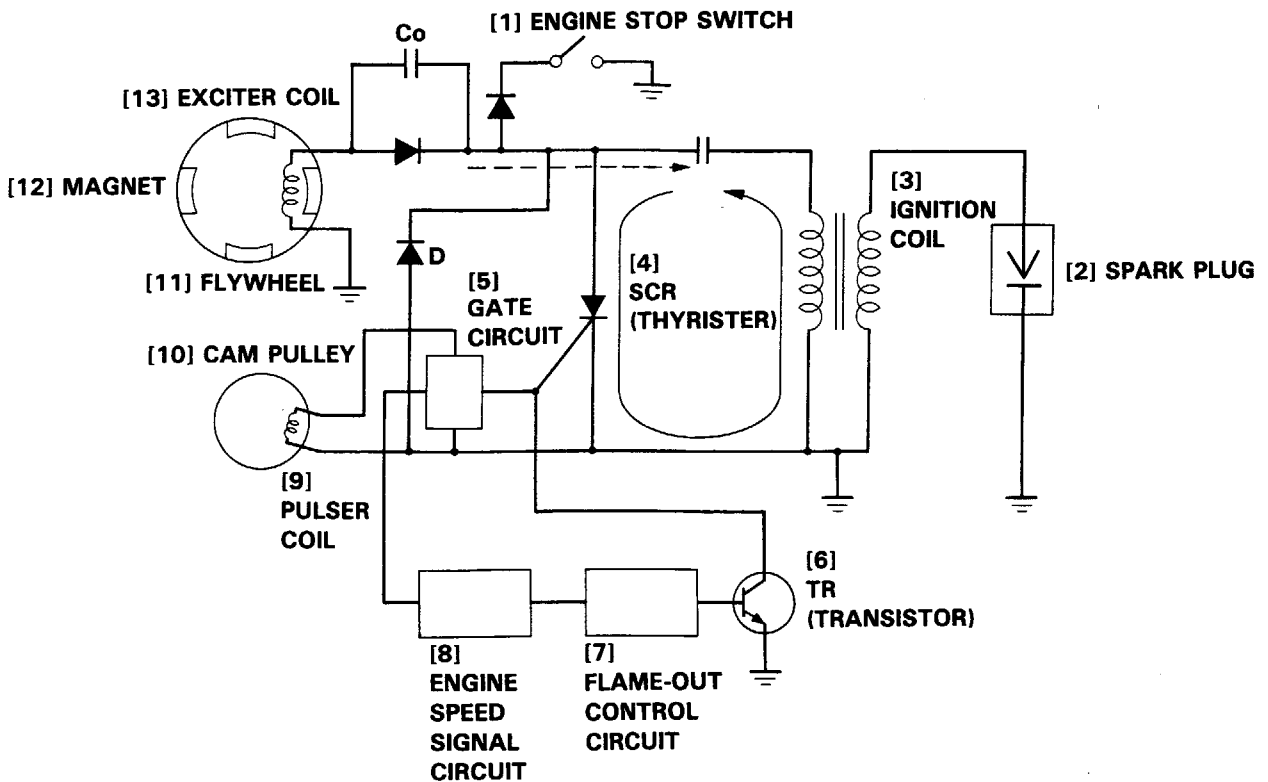 [1] ENGINE STOP SWITCH
Co
[13] EXCITER COIL
[12] MAGNET
[3]
IGNITION
COIL
[4]
SCR
(THYRISTER)
[2] SPARK PLUG
D
[11] FLYWHEEL
[5]
GATE
CIRCUIT
[10] CAM PULLEY
[9]
PULSER
COIL
[6]
TR
(TRANSISTOR)
[8]
ENGINE
SPEED
SIGNAL
CIRCUIT
[7]
FLAME-OUT
CONTROL
CIRCUIT